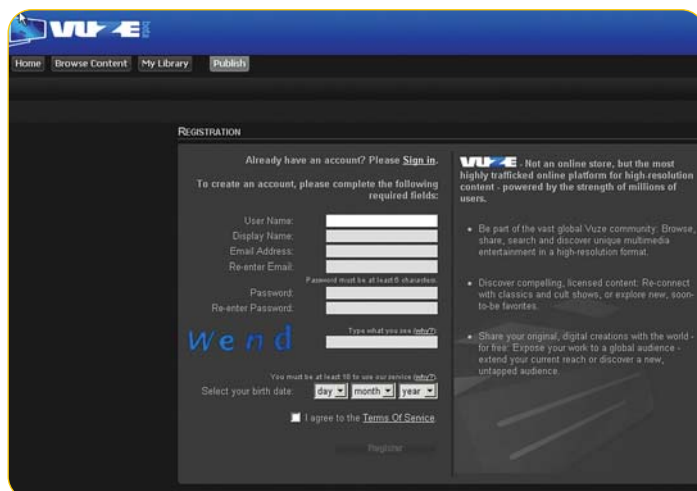 VUZE beta
Home Browse Content My Library Publish
REGISTRATION
Already have an account? Please Sign in.
To create an account, please complete the following
required fields:
User Name:
Display Name:
Email Address:
Re-enter Email:
Password must be at least 5 characters.
Password:
Re-enter Password:
Type what you see (why?).
Wend
You must be at least 18 to use our service (why?).
Select your birth date: day month year
I agree to the Terms Of Service.
Register
VUZE - Not an online store, but the most
highly trafficked online platform for high-resolution
content - powered by the strength of millions of
users.
Be part of the vast global Vuze community: Browse,
share, search and discover unique multimedia
entertainment in a high-resolution format.
Discover compelling, licensed content: Re-connect
with classics and cult shows, or explore new, soon-
to-be favorites.
Share your original, digital creations with the world -
for free: Expose your work to a global audience -
extend your current reach or discover a new,
untapped audience.